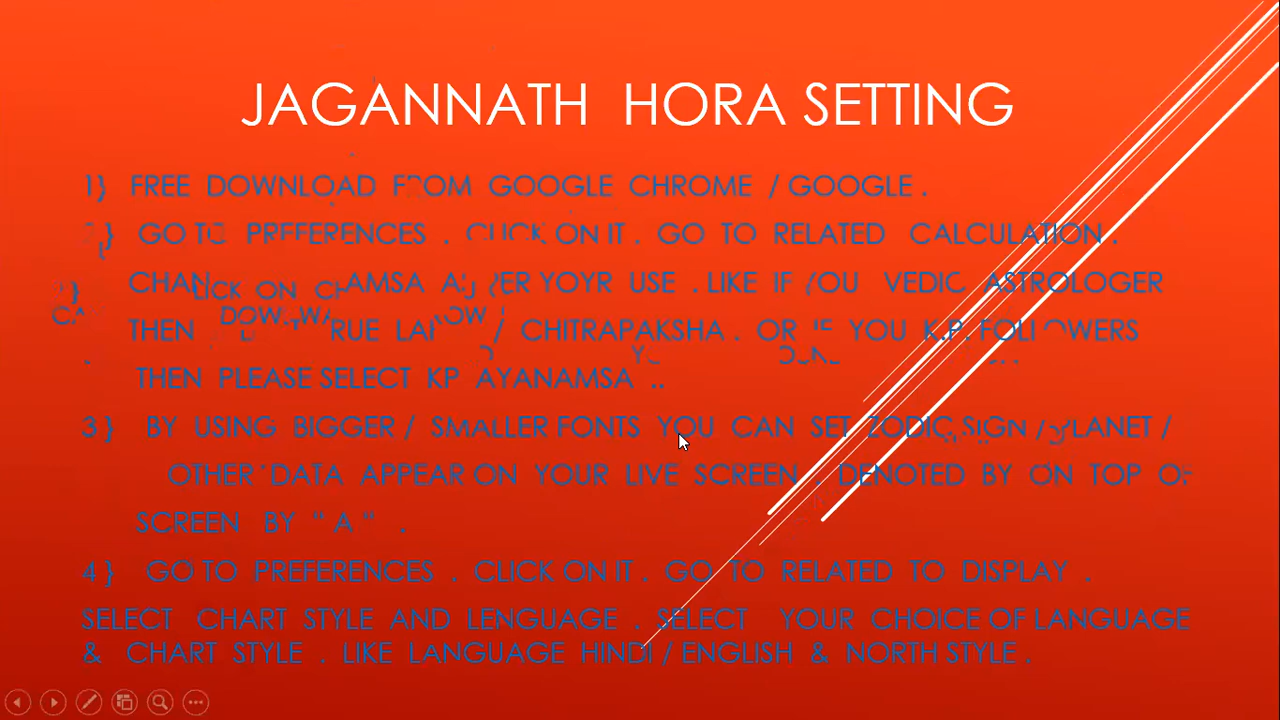 JAGANNATH HORA SETTING
1} FREE DOWNLOAD FROM GOOGLE CHROME / GOOGLE .
2} GO TO PREFERENCES . CLICK ON IT . GO TO RELATED CALCULATION .
AYANAMSA AS PER YOYR USE . LIKE IF YOU VEDIC ASTROLOGER
THEN TRUE LAHIRI / CHITRAPAKSHA . OR IF YOU K.P. FOLLOWERS
THEN PLEASE SELECT KP AYANAMSA ..
3 } BY USING BIGGER / SMALLER FONTS YOU CAN SET ZODIC SIGN / PLANET /
OTHER DATA APPEAR ON YOUR LIVE SCREEN . DENOTED BY ON TOP OF
SCREEN BY " A " .
4 } GO TO PREFERENCES . CLICK ON IT . GO TO RELATED TO DISPLAY .
SELECT CHART STYLE AND LENGUAGE . SELECT YOUR CHOICE OF LANGUAGE
& CHART STYLE . LIKE LANGUAGE HINDI / ENGLISH & NORTH STYLE .